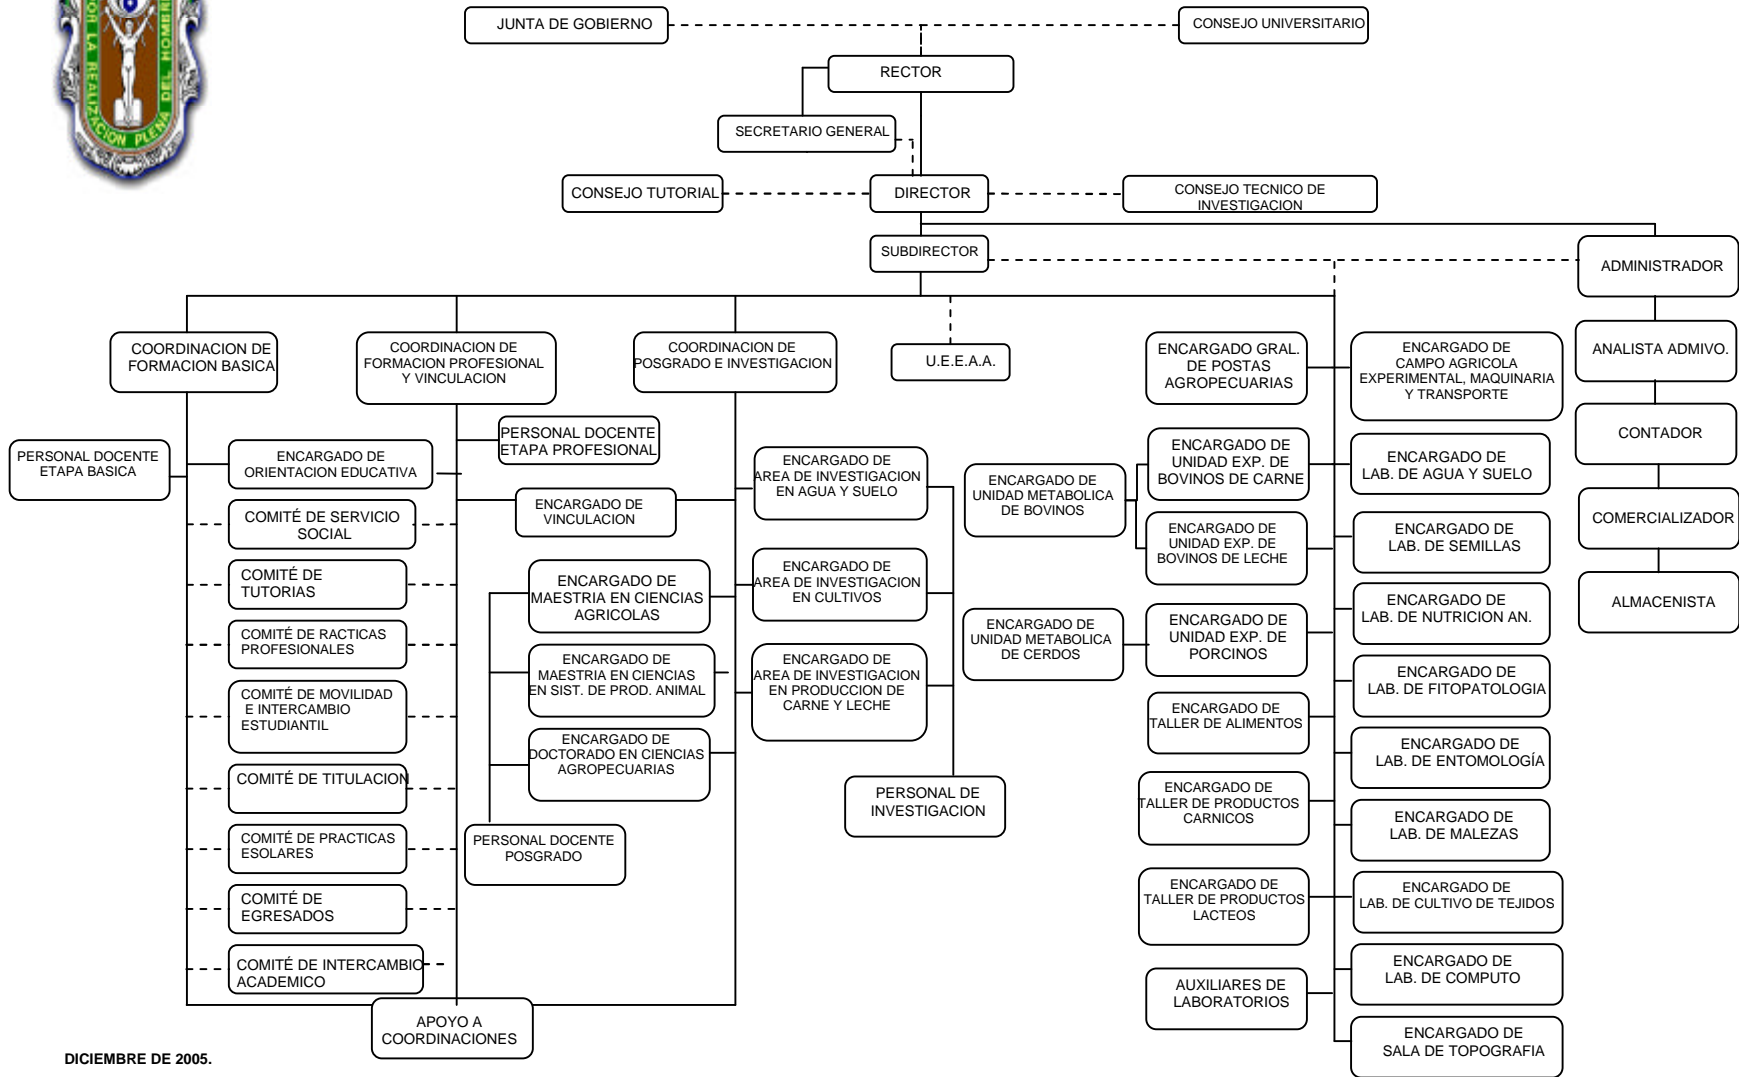 POR LA REALIZACION PLENA DEL HOMBRE
JUNTA DE GOBIERNO
CONSEJO UNIVERSITARIO
RECTOR
SECRETARIO GENERAL
CONSEJO TUTORIAL
DIRECTOR
CONSEJO TECNICO DE
INVESTIGACION
SUBDIRECTOR
ADMINISTRADOR
COORDINACION DE
FORMACION BASICA
COORDINACION DE
FORMACION PROFESIONAL
Y VINCULACION
COORDINACION DE
POSGRADO E INVESTIGACION
U.E.E.A.A.
ENCARGADO GRAL.
DE POSTAS
AGROPECUARIAS
ENCARGADO DE
CAMPO AGRICOLA
EXPERIMENTAL, MAQUINARIA
Y TRANSPORTE
ANALISTA ADMIVO.
PERSONAL DOCENTE
ETAPA BASICA
ENCARGADO DE
ORIENTACION EDUCATIVA
PERSONAL DOCENTE
ETAPA PROFESIONAL
ENCARGADO DE
AREA DE INVESTIGACION
EN AGUA Y SUELO
ENCARGADO DE
UNIDAD METABOLICA
DE BOVINOS
ENCARGADO DE
UNIDAD EXP. DE
BOVINOS DE CARNE
ENCARGADO DE
LAB. DE AGUA Y SUELO
CONTADOR
COMITÉ DE SERVICIO
SOCIAL
ENCARGADO DE
VINCULACION
ENCARGADO DE
UNIDAD EXP. DE
BOVINOS DE LECHE
ENCARGADO DE
LAB. DE SEMILLAS
COMERCIALIZADOR
COMITÉ DE
TUTORIAS
ENCARGADO DE
MAESTRIA EN CIENCIAS
AGRICOLAS
ENCARGADO DE
AREA DE INVESTIGACION
EN CULTIVOS
ENCARGADO DE
LAB. DE NUTRICION AN.
ALMACENISTA
COMITÉ DE RACTICAS
PROFESIONALES
ENCARGADO DE
MAESTRIA EN CIENCIAS
EN SIST. DE PROD. ANIMAL
ENCARGADO DE
AREA DE INVESTIGACION
EN PRODUCCION DE
CARNE Y LECHE
ENCARGADO DE
UNIDAD METABOLICA
DE CERDOS
ENCARGADO DE
UNIDAD EXP. DE
PORCINOS
ENCARGADO DE
LAB. DE FITOPATOLOGIA
COMITÉ DE MOVILIDAD
E INTERCAMBIO
ESTUDIANTIL
ENCARGADO DE
DOCTORADO EN CIENCIAS
AGROPECUARIAS
ENCARGADO DE
TALLER DE ALIMENTOS
ENCARGADO DE
LAB. DE ENTOMOLOGÍA
COMITÉ DE TITULACION
PERSONAL DE
INVESTIGACION
ENCARGADO DE
TALLER DE PRODUCTOS
CARNICOS
ENCARGADO DE
LAB. DE MALEZAS
COMITÉ DE PRACTICAS
ESOLARES
PERSONAL DOCENTE
POSGRADO
COMITÉ DE
EGRESADOS
ENCARGADO DE
TALLER DE PRODUCTOS
LACTEOS
ENCARGADO DE
LAB. DE CULTIVO DE TEJIDOS
COMITÉ DE INTERCAMBIO
ACADEMICO
AUXILIARES DE
LABORATORIOS
ENCARGADO DE
LAB. DE COMPUTO
APOYO A
COORDINACIONES
ENCARGADO DE
SALA DE TOPOGRAFIA
DICIEMBRE DE 2005.